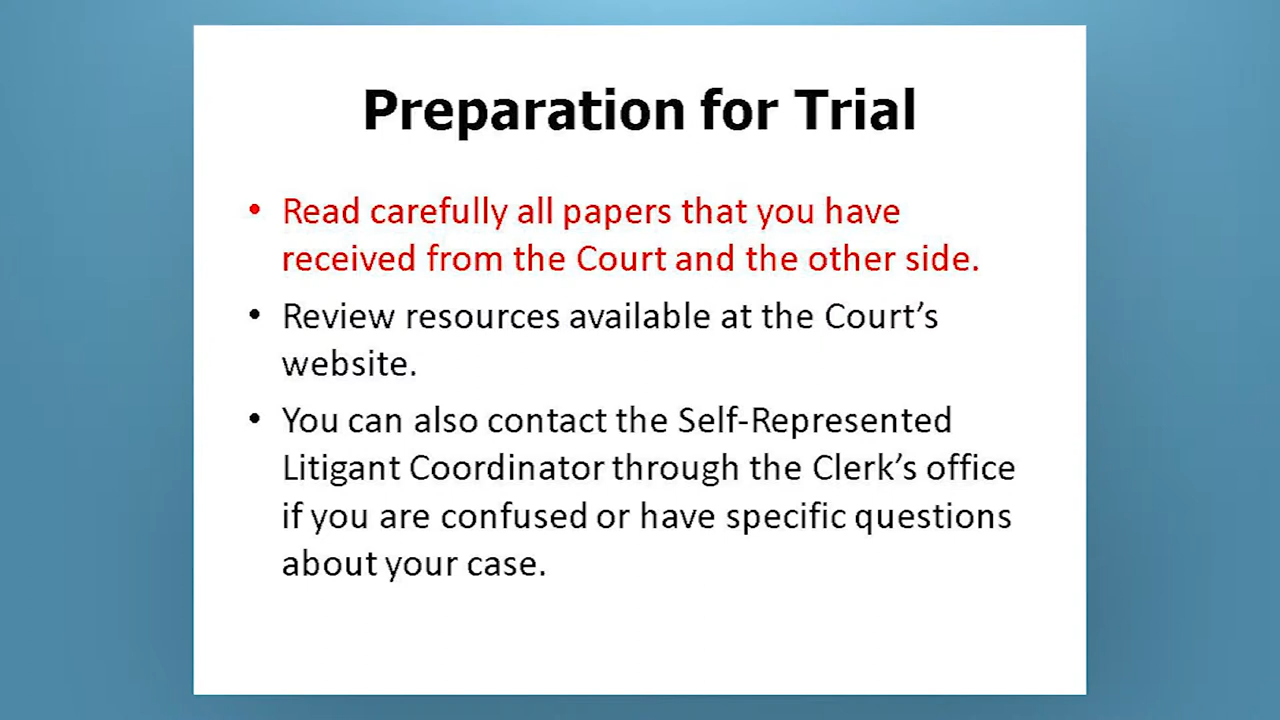 Preparation for Trial
• Read carefully all papers that you have
received from the Court and the other side.
• Review resources available at the Court’s
website.
• You can also contact the Self-Represented
Litigant Coordinator through the Clerk’s office
if you are confused or have specific questions
about your case.